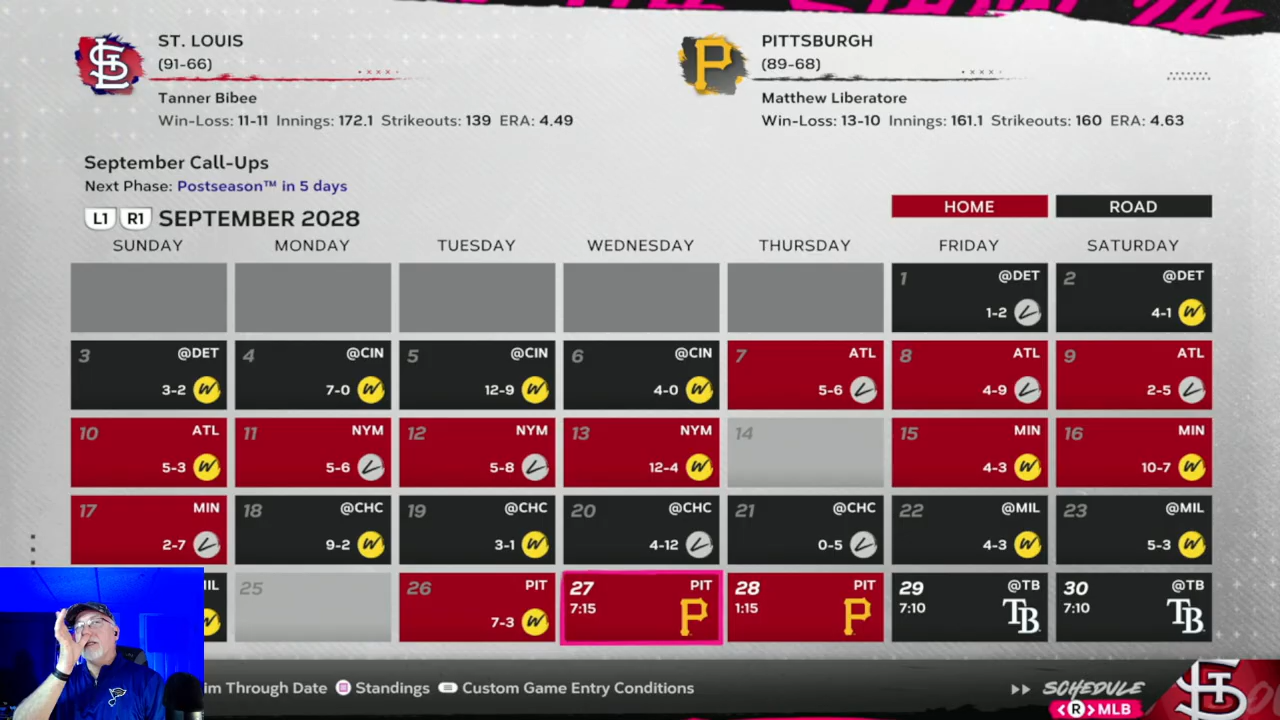 ST. LOUIS
(91-66)
Tanner Bibee
Win-Loss: 11-11 Innings: 172.1 Strikeouts: 139 ERA: 4.49
PITTSBURGH
(89-68)
Matthew Liberatore
Win-Loss: 13-10 Innings: 161.1 Strikeouts: 160 ERA: 4.63
September Call-Ups
Next Phase: Postseason™ in 5 days
L1 R1 SEPTEMBER 2028
HOME ROAD
SUNDAY MONDAY TUESDAY WEDNESDAY THURSDAY FRIDAY SATURDAY
1 @DET 2 @DET
1-2 L 4-1 W
3 @DET 4 @CIN 5 @CIN 6 @CIN 7 ATL 8 ATL 9 ATL
3-2 W 7-0 W 12-9 W 4-0 W 5-6 L 4-9 L 2-5 L
10 ATL 11 NYM 12 NYM 13 NYM 14 15 MIN 16 MIN
5-3 W 5-6 L 5-8 L 12-4 W 4-3 W 10-7 W
17 MIN 18 @CHC 19 @CHC 20 @CHC 21 @CHC 22 @MIL 23 @MIL
2-7 L 9-2 W 3-1 W 4-12 L 0-5 L 4-3 W 5-3 W
IL 25 26 PIT 27 PIT 28 PIT 29 @TB 30 @TB
W 7-3 W 7:15 P 1:15 P 7:10 TB 7:10 TB
im Through Date Standings Custom Game Entry Conditions
SCHEDULE
<R> MLB